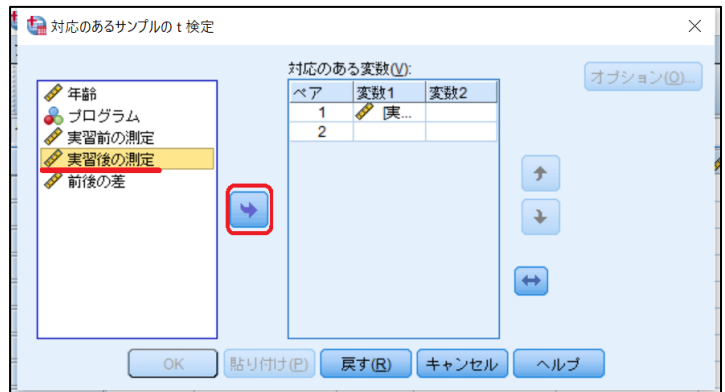 対応のあるサンプルの t 検定
対応のある変数(V):
オプション(O)...
年齢
プログラム
実習前の測定
実習後の測定
前後の差
ペア 変数1 変数2
1 [実...
2
OK 貼り付け(P) 戻す(R) キャンセル ヘルプ